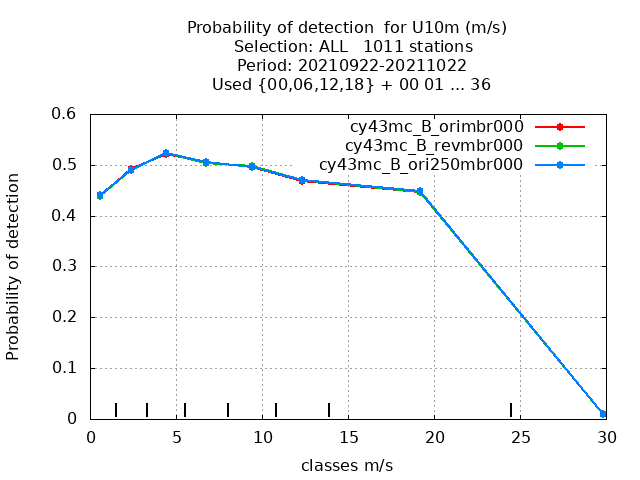 Probability of detection  for U10m (m/s)
Selection: ALL   1011 stations
Period: 20210922-20211022
Used {00,06,12,18} + 00 01 ... 36
cy43mc_B_orimbr000
cy43mc_B_revmbr000
cy43mc_B_ori250mbr000
Probability of detection
0.6
0.5
0.4
0.3
0.2
0.1
0
0 5 10 15 20 25 30
classes m/s